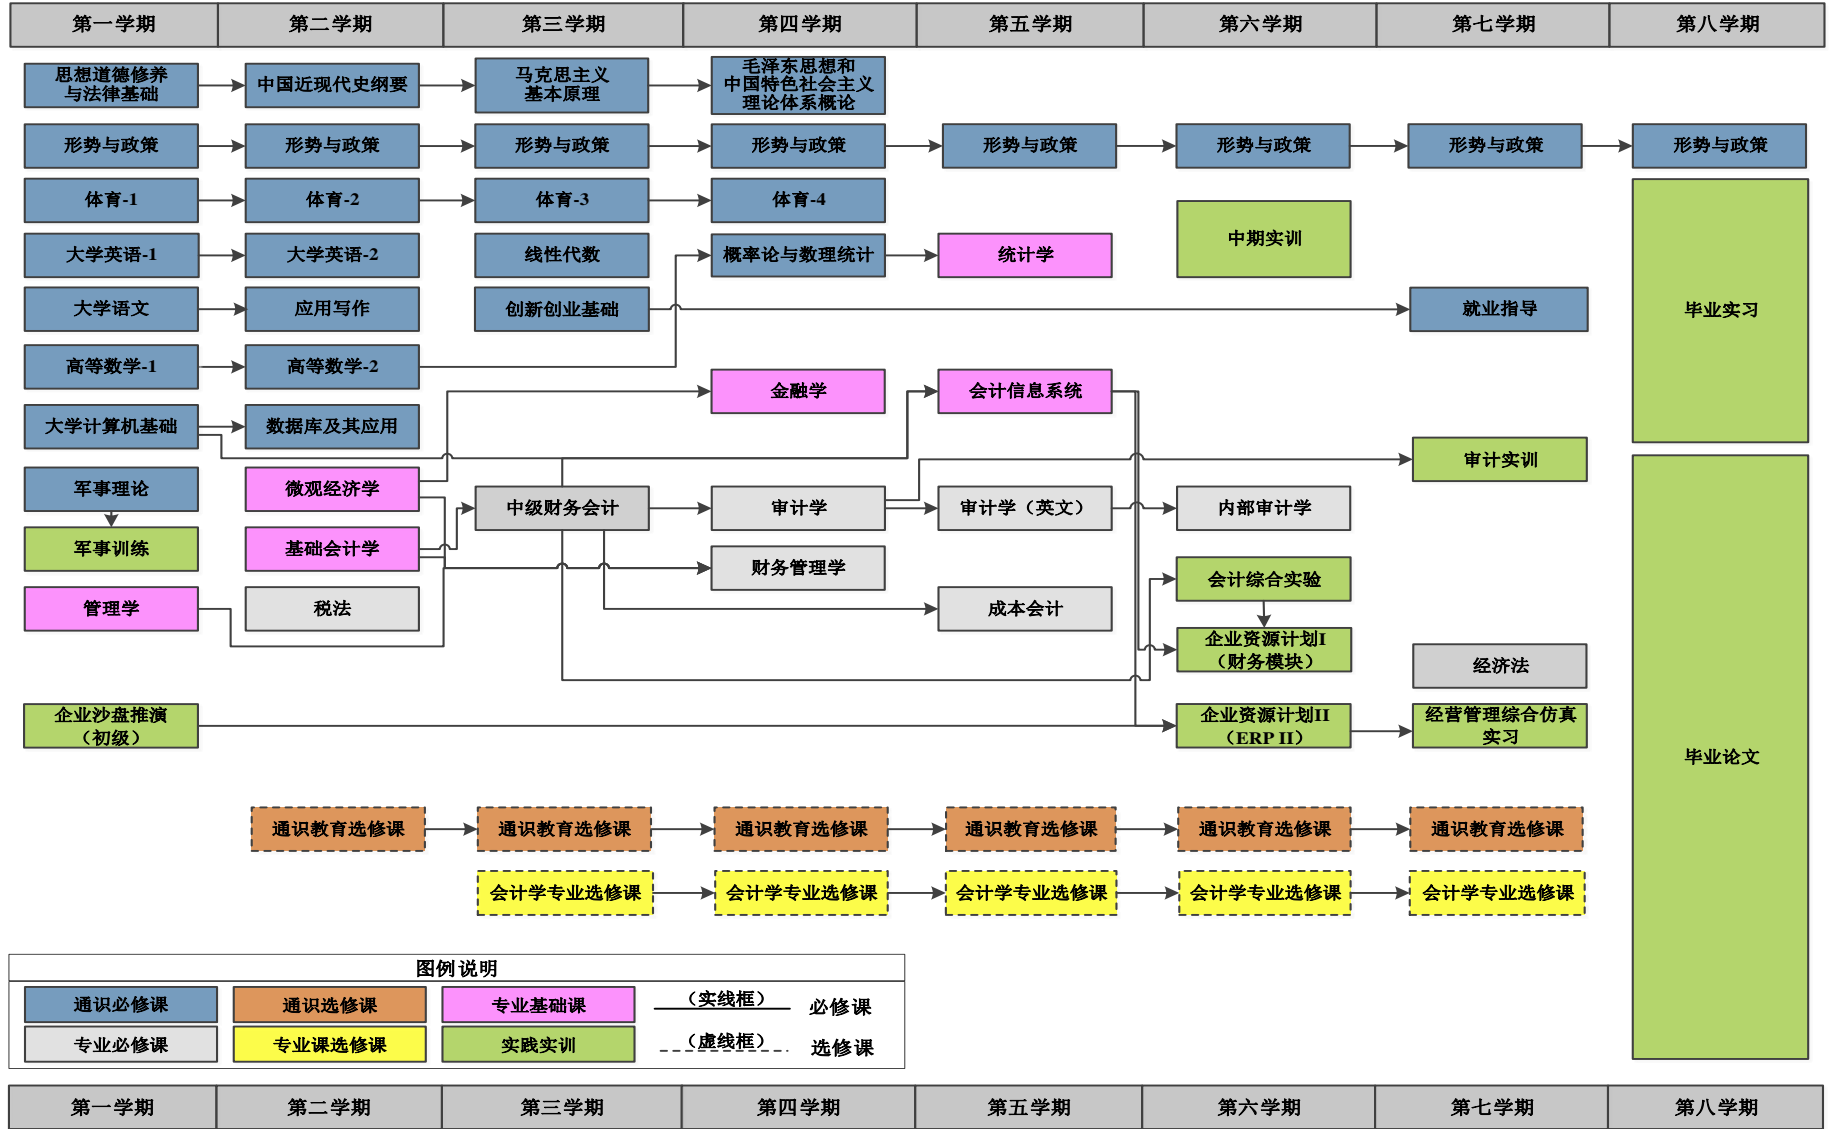 第一学期
第二学期
第三学期
第四学期
第五学期
第六学期
第七学期
第八学期
思想道德修养
与法律基础
中国近现代史纲要
马克思主义
基本原理
毛泽东思想和
中国特色社会主义
理论体系概论
形势与政策
形势与政策
形势与政策
形势与政策
形势与政策
形势与政策
形势与政策
形势与政策
体育-1
体育-2
体育-3
体育-4
中期实训
大学英语-1
大学英语-2
线性代数
概率论与数理统计
统计学
大学语文
应用写作
创新创业基础
就业指导
毕业实习
高等数学-1
高等数学-2
金融学
会计信息系统
大学计算机基础
数据库及其应用
审计实训
军事理论
微观经济学
中级财务会计
审计学
审计学（英文）
内部审计学
军事训练
基础会计学
财务管理学
会计综合实验
管理学
税法
成本会计
企业资源计划I
（财务模块）
经济法
企业沙盘推演
（初级）
企业资源计划II
（ERP II）
经营管理综合仿真
实习
毕业论文
通识教育选修课
通识教育选修课
通识教育选修课
通识教育选修课
通识教育选修课
通识教育选修课
会计学专业选修课
会计学专业选修课
会计学专业选修课
会计学专业选修课
会计学专业选修课
图例说明
通识必修课
通识选修课
专业基础课
（实线框）
必修课
专业必修课
专业课选修课
实践实训
（虚线框）
选修课
第一学期
第二学期
第三学期
第四学期
第五学期
第六学期
第七学期
第八学期